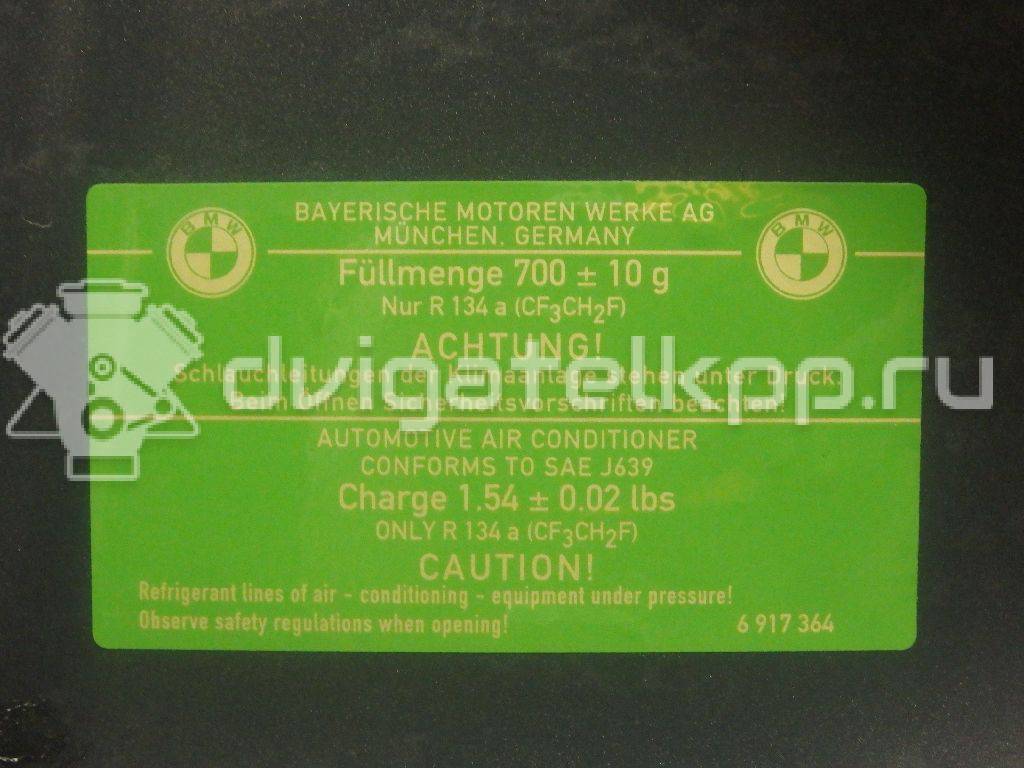 BMW
BMW
BAYERISCHE MOTOREN WERKE AG
MÜNCHEN. GERMANY
Füllmenge 700 ± 10 g
Nur R 134 a (CF3CH2F)
ACHTUNG!
Schlauchleitungen der Klimaanlage stehen unter Druck.
Beim Öffnen Sicherheitsvorschriften beachten!
dvigatelkop.ru
AUTOMOTIVE AIR CONDITIONER
CONFORMS TO SAE J639
Charge 1.54 ± 0.02 lbs
ONLY R 134 a (CF3CH2F)
CAUTION!
Refrigerant lines of air - conditioning - equipment under pressure!
Observe safety regulations when opening!
6 917 364